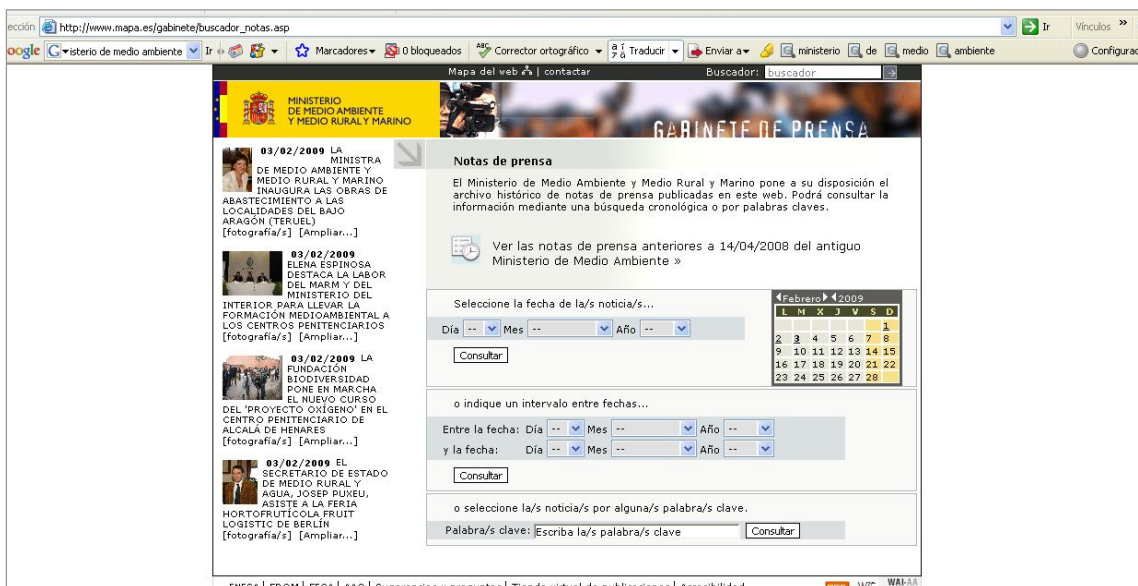 ección http://www.mapa.es/gabinete/buscador_notas.asp Ir Vínculos »
oogle G isterio de medio ambiente Ir Marcadores 0 bloqueados ABC Corrector ortográfico Traducir Enviar a ministerio de medio ambiente Configurac
Mapa del web | contactar Buscador: buscador
MINISTERIO
DE MEDIO AMBIENTE
Y MEDIO RURAL Y MARINO
GABINETE DE PRENSA
03/02/2009 LA
MINISTRA
DE MEDIO AMBIENTE Y
MEDIO RURAL Y MARINO
INAUGURA LAS OBRAS DE
ABASTECIMIENTO A LAS
LOCALIDADES DEL BAJO
ARAGÓN (TERUEL)
[fotografía/s] [Ampliar...]
03/02/2009
ELENA ESPINOSA
DESTACA LA LABOR
DEL MARM Y DEL
MINISTERIO DEL
INTERIOR PARA LLEVAR LA
FORMACIÓN MEDIOAMBIENTAL A
LOS CENTROS PENITENCIARIOS
[fotografía/s] [Ampliar...]
03/02/2009 LA
FUNDACIÓN
BIODIVERSIDAD
PONE EN MARCHA
EL NUEVO CURSO
DEL 'PROYECTO OXÍGENO' EN EL
CENTRO PENITENCIARIO DE
ALCALÁ DE HENARES
[fotografía/s] [Ampliar...]
03/02/2009 EL
SECRETARIO DE ESTADO
DE MEDIO RURAL Y
AGUA, JOSEP PUXEU,
ASISTE A LA FERIA
HORTOFRUTÍCOLA FRUIT
LOGISTIC DE BERLÍN
[fotografía/s] [Ampliar...]
Notas de prensa
El Ministerio de Medio Ambiente y Medio Rural y Marino pone a su disposición el
archivo histórico de notas de prensa publicadas en este web. Podrá consultar la
información mediante una búsqueda cronológica o por palabras claves.
Ver las notas de prensa anteriores a 14/04/2008 del antiguo
Ministerio de Medio Ambiente »
Seleccione la fecha de la/s noticia/s...
Día -- Mes -- Año --
Consultar
Febrero 2009
L M X J V S D
1
2 3 4 5 6 7 8
9 10 11 12 13 14 15
16 17 18 19 20 21 22
23 24 25 26 27 28
o indique un intervalo entre fechas...
Entre la fecha: Día -- Mes -- Año --
y la fecha: Día -- Mes -- Año --
Consultar
o seleccione la/s noticia/s por alguna/s palabra/s clave.
Palabra/s clave: Escriba la/s palabra/s clave Consultar
WAI-AA